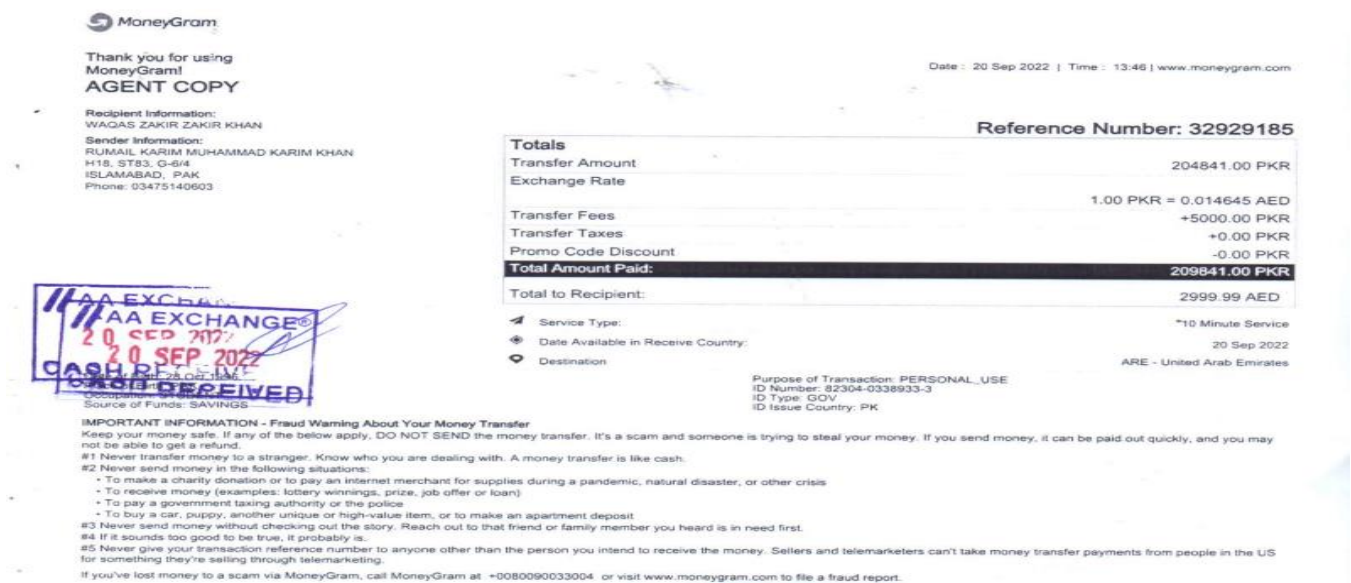 MoneyGram
Thank you for using
MoneyGram!
AGENT COPY
Date : 20 Sep 2022 | Time : 13:46 | www.moneygram.com
Recipient Information:
WAQAS ZAKIR ZAKIR KHAN
Sender Information:
RUMAIL KARIM MUHAMMAD KARIM KHAN
H18, ST83, G-6/4
ISLAMABAD, PAK
Phone: 03475140603
Reference Number: 32929185
Totals
Transfer Amount 204841.00 PKR
Exchange Rate
1.00 PKR = 0.014645 AED
Transfer Fees +5000.00 PKR
Transfer Taxes +0.00 PKR
Promo Code Discount -0.00 PKR
Total Amount Paid: 209841.00 PKR
Total to Recipient: 2999.99 AED
Service Type: *10 Minute Service
Date Available in Receive Country: 20 Sep 2022
Destination ARE - United Arab Emirates
AA EXCHAN
AA EXCHANGE®
20 SEP 2022
20 SEP 2022
CASH
RECEIVED
28 Oct 1996
Source of Funds: SAVINGS
Purpose of Transaction: PERSONAL_USE
ID Number: 82304-0338933-3
ID Type: GOV
ID Issue Country: PK
IMPORTANT INFORMATION - Fraud Warning About Your Money Transfer
Keep your money safe. If any of the below apply, DO NOT SEND the money transfer. It's a scam and someone is trying to steal your money. If you send money, it can be paid out quickly, and you may
not be able to get a refund.
#1 Never transfer money to a stranger. Know who you are dealing with. A money transfer is like cash.
#2 Never send money in the following situations:
• To make a charity donation or to pay an internet merchant for supplies during a pandemic, natural disaster, or other crisis
• To receive money (examples: lottery winnings, prize, job offer or loan)
• To pay a government taxing authority or the police
• To buy a car, puppy, another unique or high-value item, or to make an apartment deposit
#3 Never send money without checking out the story. Reach out to that friend or family member you heard is in need first.
#4 If it sounds too good to be true, it probably is.
#5 Never give your transaction reference number to anyone other than the person you intend to receive the money. Sellers and telemarketers can't take money transfer payments from people in the US
for something they're selling through telemarketing.
If you've lost money to a scam via MoneyGram, call MoneyGram at +0080090033004 or visit www.moneygram.com to file a fraud report.